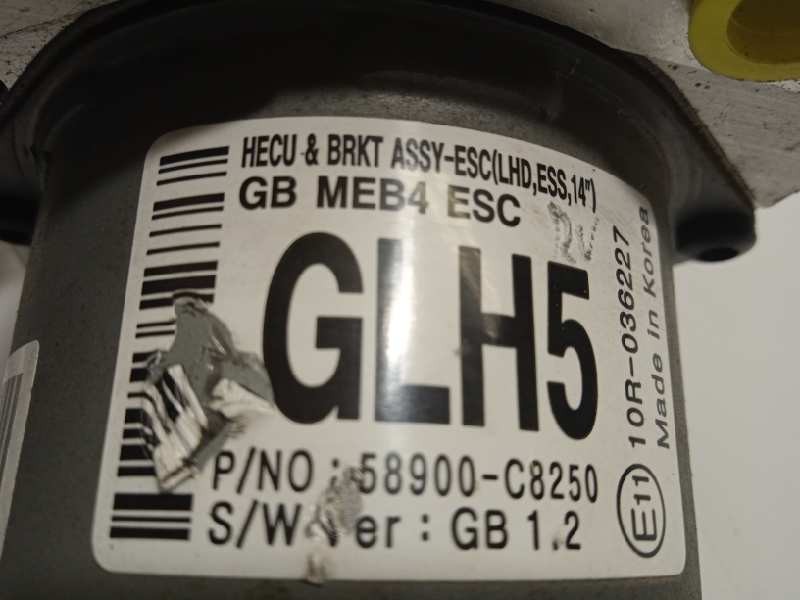 HECU & BRKT ASSY-ESC(LHD,ESS,14")
GB MEB4 ESC
GLH5
P/NO : 58900-C8250
S/W Ver : GB 1.2
E11
10R-036227
Made in Korea